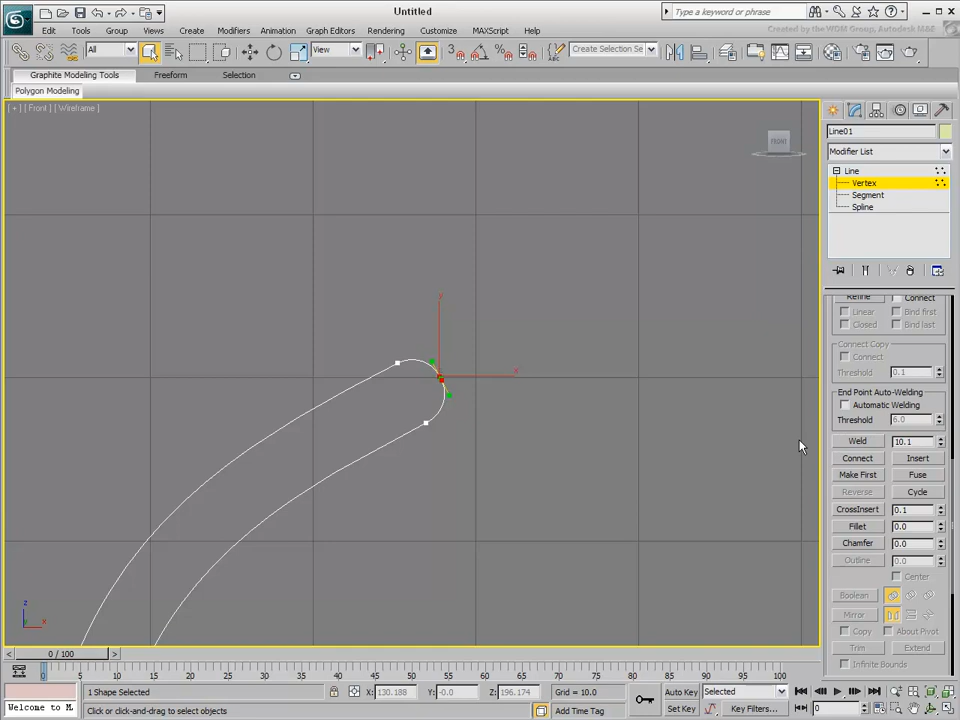 Untitled
Type a keyword or phrase
Edit Tools Group Views Create Modifiers Animation Graph Editors Rendering Customize MAXScript Help
Created by the WDM Group, Autodesk M&E
All
View
3
Create Selection Se
Graphite Modeling Tools Freeform Selection
Polygon Modeling
[ + ] [ Front ] [ Wireframe ]
FRONT
Line01
Modifier List
Line
Vertex
Segment
Spline
Refine Connect
Linear Bind first
Closed Bind last
Connect Copy
Connect
Threshold 0.1
End Point Auto-Welding
Automatic Welding
Threshold 6.0
Weld 10.1
Connect Insert
Make First Fuse
Reverse Cycle
CrossInsert 0.1
Fillet 0.0
Chamfer 0.0
Outline 0.0
Center
Boolean
Mirror
Copy About Pivot
Trim Extend
Infinite Bounds
y
x
z
x
< 0 / 100 >
0 5 10 15 20 25 30 35 40 45 50 55 60 65 70 75 80 85 90 95 100
1 Shape Selected
X: 130.188 Y: -0.0 Z: 196.174 Grid = 10.0
Auto Key Selected
Welcome to M
Click or click-and-drag to select objects
Add Time Tag
Set Key Key Filters...
0